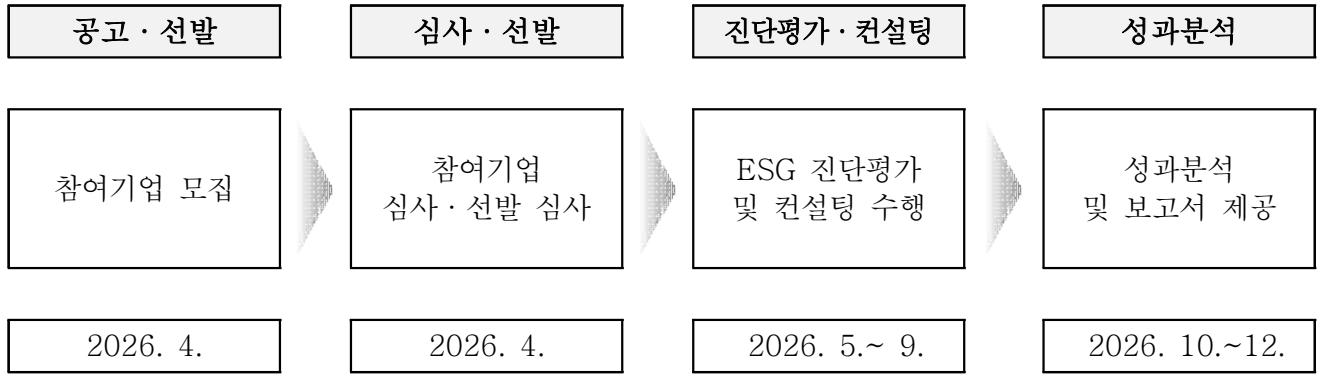 공고·선발
심사·선발
진단평가·컨설팅
성과분석
참여기업 모집
참여기업
심사·선발 심사
ESG 진단평가
및 컨설팅 수행
성과분석
및 보고서 제공
2026. 4.
2026. 4.
2026. 5.~ 9.
2026. 10.~12.